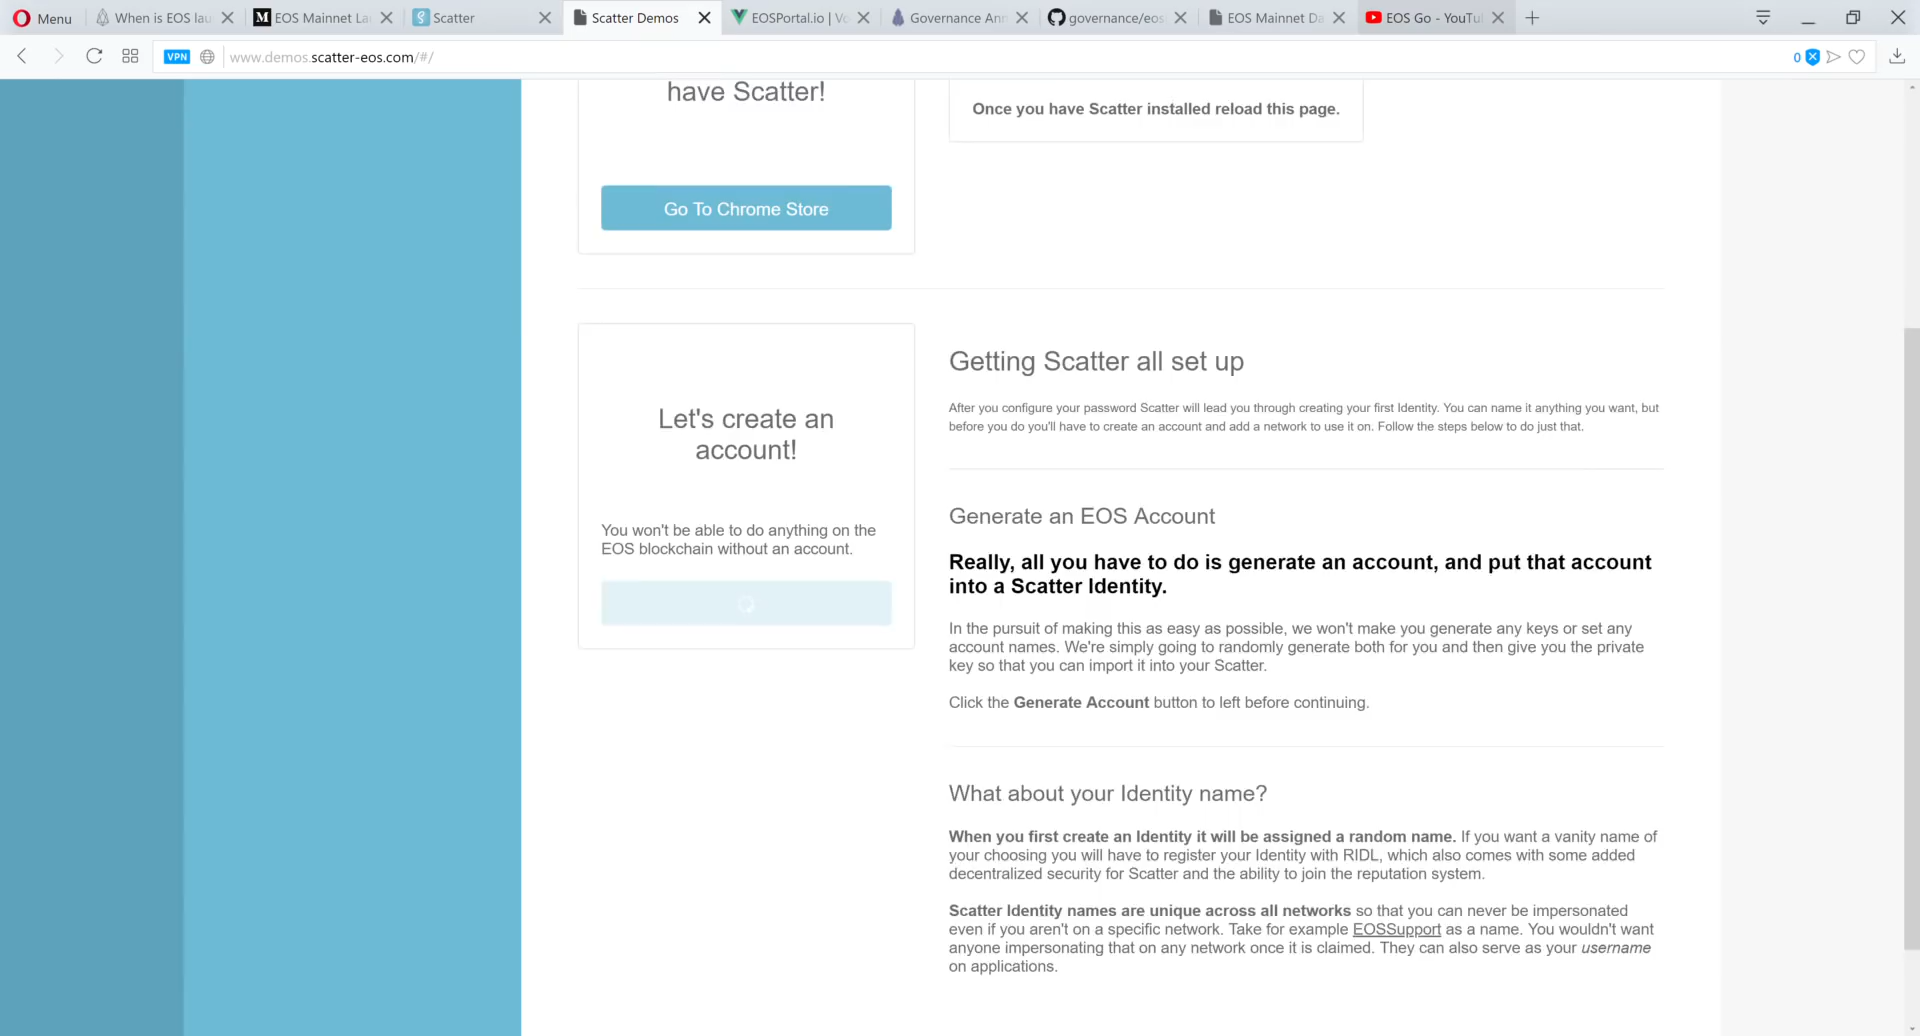 Menu
When is EOS lau
EOS Mainnet La
Scatter
Scatter Demos
EOSPortal.io | Vo
Governance Ann
governance/eos
EOS Mainnet Da
EOS Go - YouTu
VPN
www.demos.scatter-eos.com/#/
0
have Scatter!
Go To Chrome Store
Once you have Scatter installed reload this page.
Let's create an
account!
You won't be able to do anything on the
EOS blockchain without an account.
Getting Scatter all set up
After you configure your password Scatter will lead you through creating your first Identity. You can name it anything you want, but
before you do you'll have to create an account and add a network to use it on. Follow the steps below to do just that.
Generate an EOS Account
Really, all you have to do is generate an account, and put that account
into a Scatter Identity.
In the pursuit of making this as easy as possible, we won't make you generate any keys or set any
account names. We're simply going to randomly generate both for you and then give you the private
key so that you can import it into your Scatter.
Click the Generate Account button to left before continuing.
What about your Identity name?
When you first create an Identity it will be assigned a random name. If you want a vanity name of
your choosing you will have to register your Identity with RIDL, which also comes with some added
decentralized security for Scatter and the ability to join the reputation system.
Scatter Identity names are unique across all networks so that you can never be impersonated
even if you aren't on a specific network. Take for example EOSSupport as a name. You wouldn't want
anyone impersonating that on any network once it is claimed. They can also serve as your username
on applications.